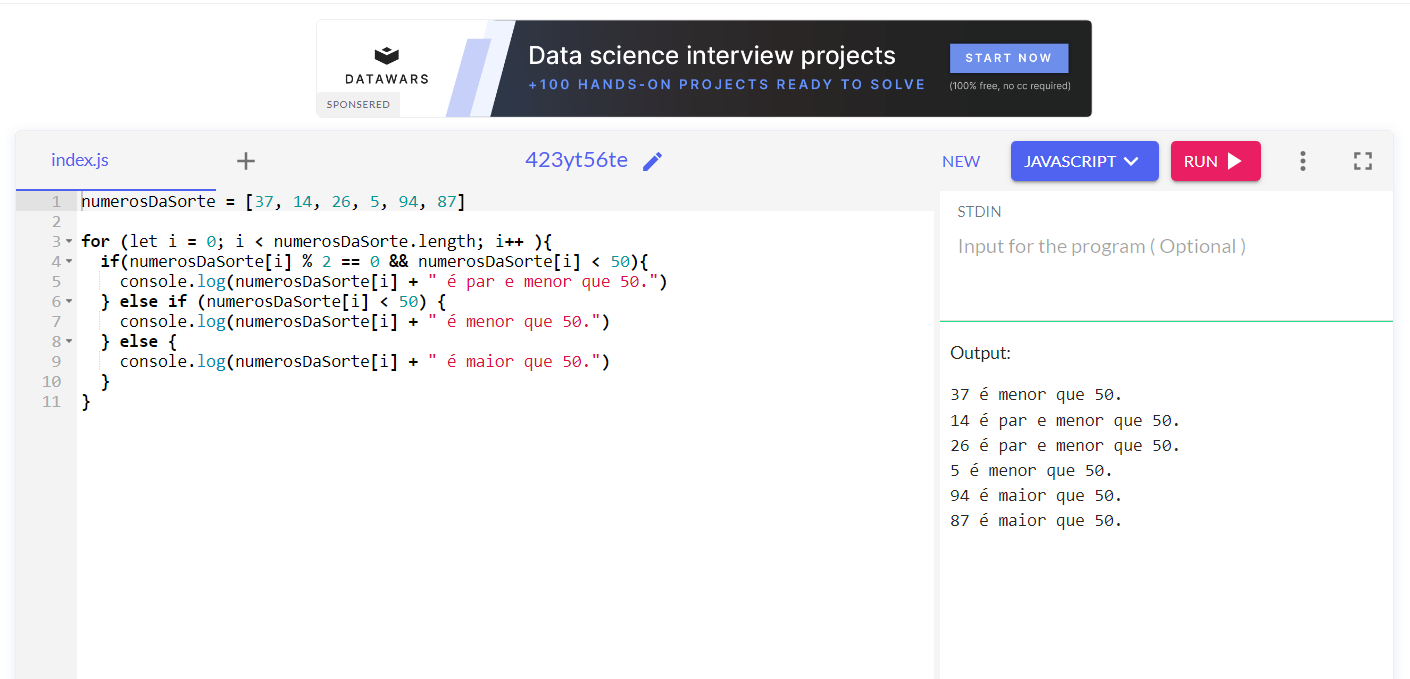 Data science interview projects
+100 HANDS-ON PROJECTS READY TO SOLVE
START NOW
(100% free, no cc required)
DATAWARS
SPONSERED
index.js
+
423yt56te
NEW
JAVASCRIPT
RUN
1 numerosDaSorte = [37, 14, 26, 5, 94, 87]
2
3 for (let i = 0; i < numerosDaSorte.length; i++ ){
4   if(numerosDaSorte[i] % 2 == 0 && numerosDaSorte[i] < 50){
5     console.log(numerosDaSorte[i] + " é par e menor que 50.")
6   } else if (numerosDaSorte[i] < 50) {
7     console.log(numerosDaSorte[i] + " é menor que 50.")
8   } else {
9     console.log(numerosDaSorte[i] + " é maior que 50.")
10   }
11 }
STDIN
Input for the program ( Optional )
Output:
37 é menor que 50.
14 é par e menor que 50.
26 é par e menor que 50.
5 é menor que 50.
94 é maior que 50.
87 é maior que 50.